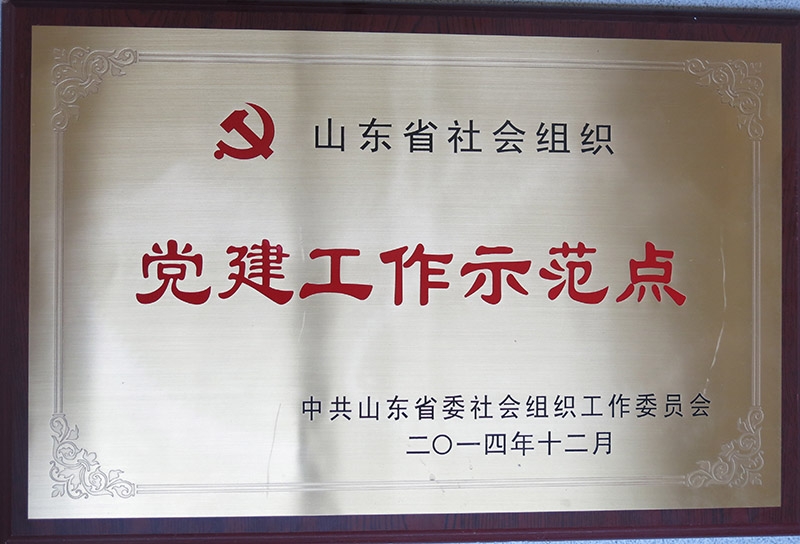 山东省社会组织
党建工作示范点
中共山东省委社会组织工作委员会
二〇一四年十二月